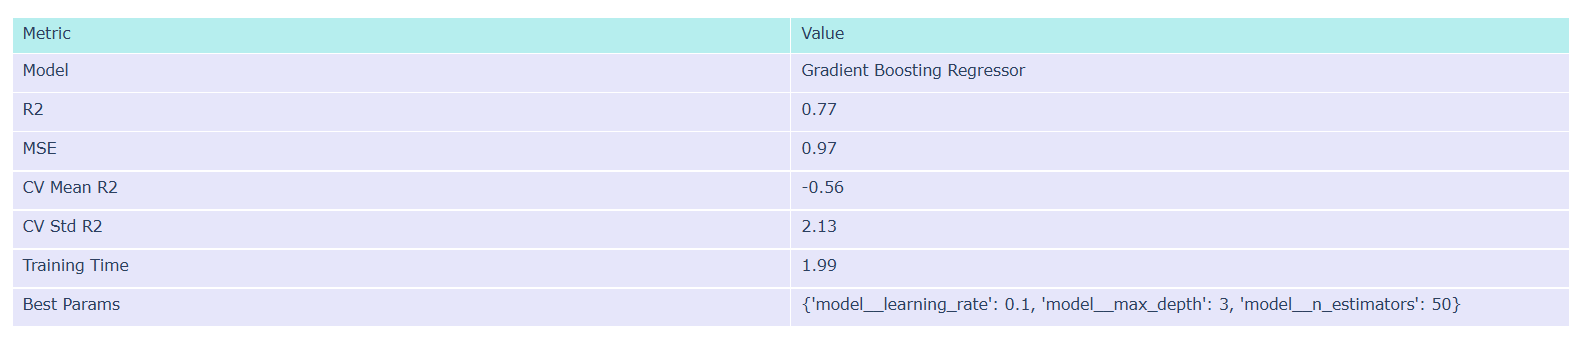 Metric Value
Model Gradient Boosting Regressor
R2 0.77
MSE 0.97
CV Mean R2 -0.56
CV Std R2 2.13
Training Time 1.99
Best Params {'model__learning_rate': 0.1, 'model__max_depth': 3, 'model__n_estimators': 50}